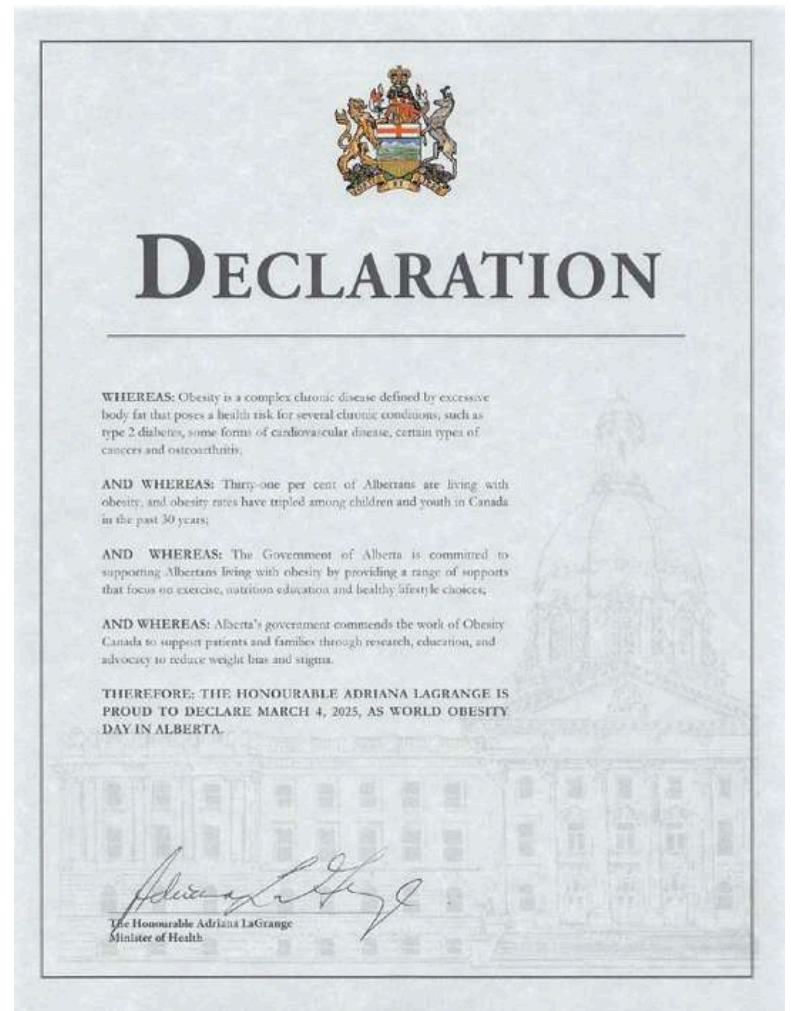 DECLARATION
WHEREAS: Obesity is a complex chronic disease defined by excessive
body fat that poses a health risk for several chronic conditions, such as
type 2 diabetes, some forms of cardiovascular disease, certain types of
cancers and osteoarthritis;
AND WHEREAS: Thirty-one per cent of Albertans are living with
obesity, and obesity rates have tripled among children and youth in Canada
in the past 30 years;
AND WHEREAS: The Government of Alberta is committed to
supporting Albertans living with obesity by providing a range of supports
that focus on exercise, nutrition education and healthy lifestyle choices;
AND WHEREAS: Alberta's government commends the work of Obesity
Canada to support patients and families through research, education, and
advocacy to reduce weight bias and stigma.
THEREFORE: THE HONOURABLE ADRIANA LAGRANGE IS
PROUD TO DECLARE MARCH 4, 2025, AS WORLD OBESITY
DAY IN ALBERTA.
Adriana LaGrange
The Honourable Adriana LaGrange
Minister of Health